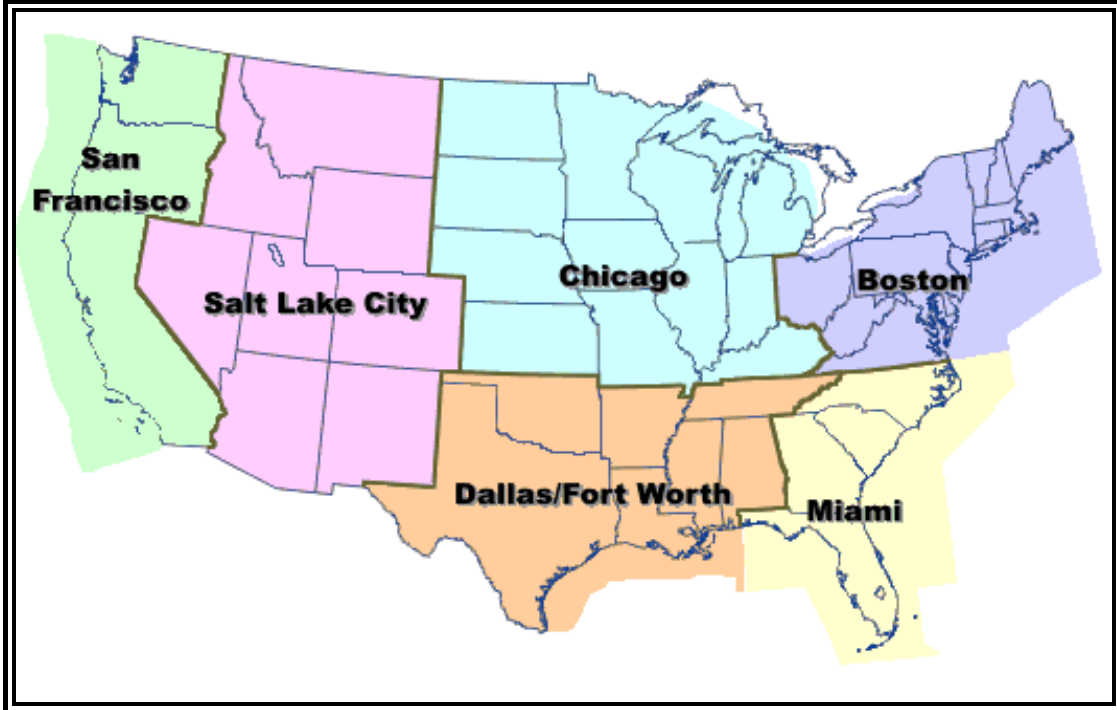 San
Francisco
Salt Lake City
Chicago
Boston
Dallas/Fort Worth
Miami